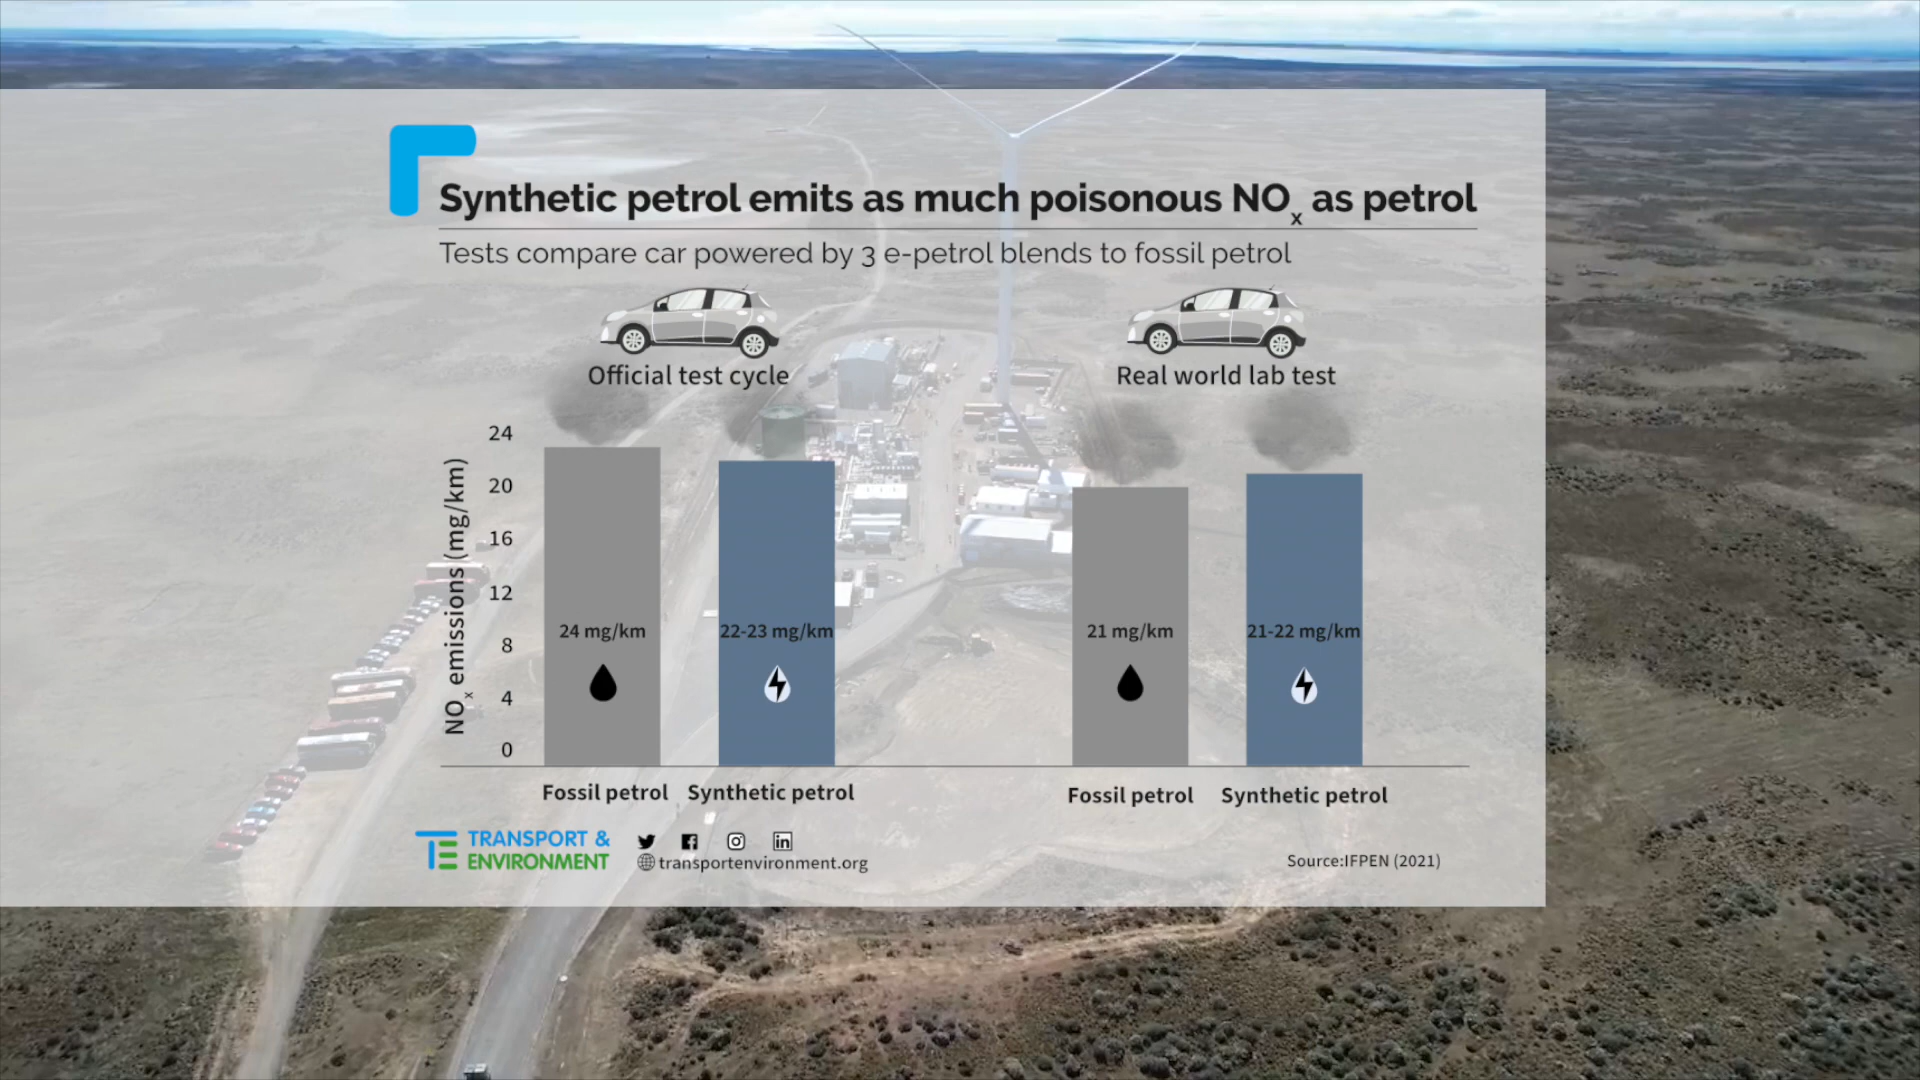 Synthetic petrol emits as much poisonous NOx as petrol
Tests compare car powered by 3 e-petrol blends to fossil petrol
Official test cycle
Real world lab test
NOx emissions (mg/km)
24
20
16
12
8
4
0
24 mg/km
22-23 mg/km
21 mg/km
21-22 mg/km
Fossil petrol
Synthetic petrol
Fossil petrol
Synthetic petrol
TRANSPORT &
ENVIRONMENT
transportenvironment.org
Source:IFPEN (2021)